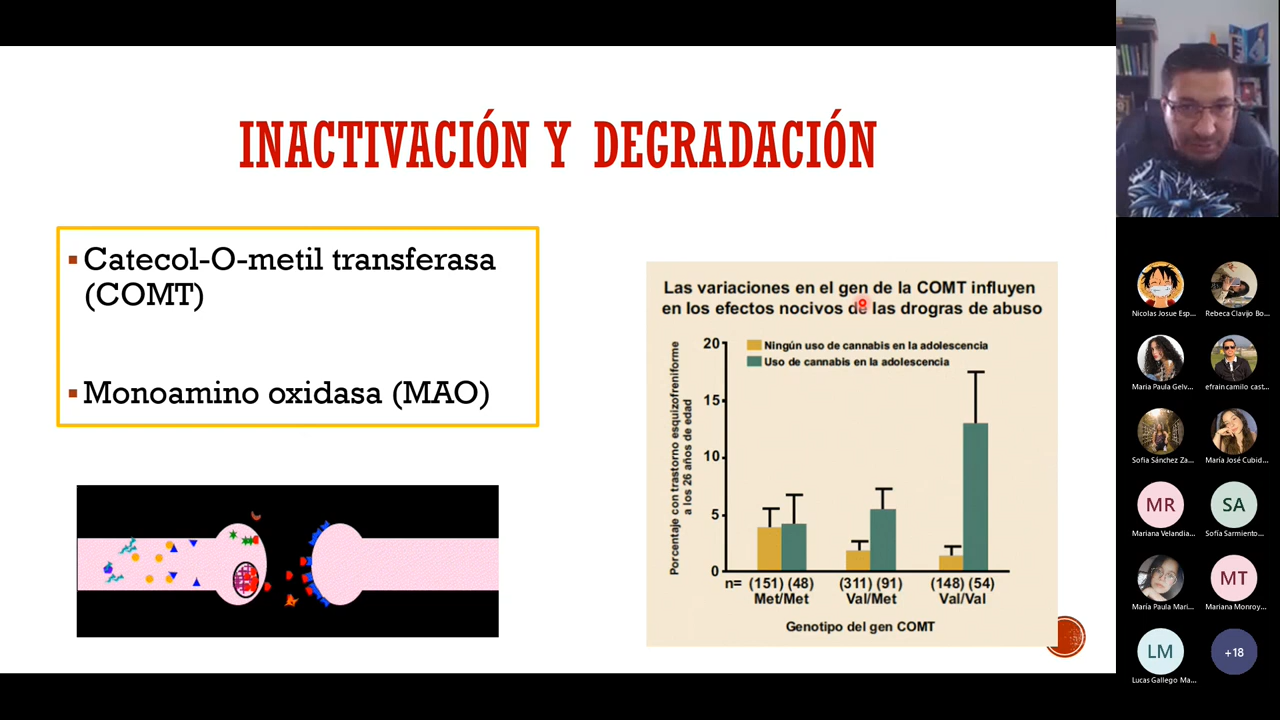 INACTIVACIÓN Y DEGRADACIÓN
Catecol-O-metil transferasa
(COMT)
Monoamino oxidasa (MAO)
Las variaciones en el gen de la COMT influyen
en los efectos nocivos de las drogras de abuso
Porcentaje con trastorno esquizofreniforme
a los 26 años de edad
20
15
10
5
0
Ningún uso de cannabis en la adolescencia
Uso de cannabis en la adolescencia
n= (151) (48) (311) (91) (148) (54)
Met/Met Val/Met Val/Val
Genotipo del gen COMT
Nicolas Josue Esp... Rebeca Clavijo Bo...
Maria Paula Gelv... efrain camilo cast...
Sofia Sánchez Za... María José Cubid...
MR SA
Mariana Velandia... Sofía Sarmiento...
MT
María Paula Mari... Mariana Monroy...
LM +18
Lucas Gallego Ma...